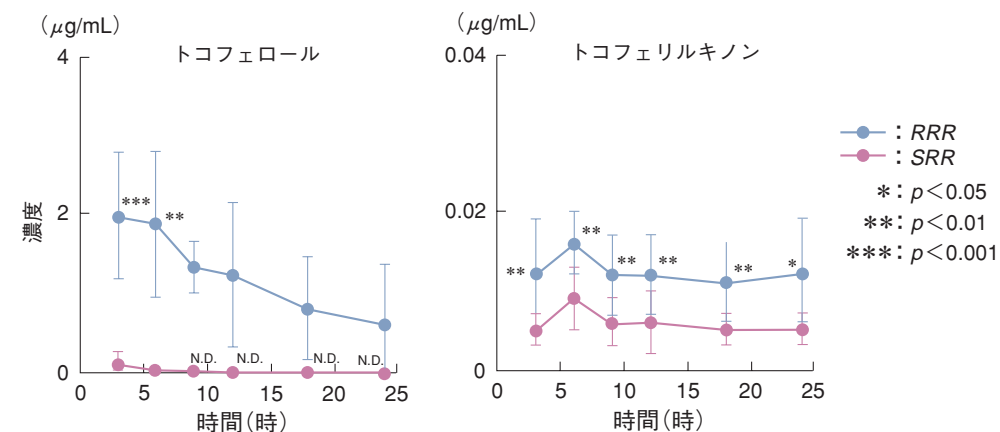 (μg/mL)
トコフェロール
4
2
0
濃度
***
**
N.D.
N.D.
N.D.
N.D.
0 5 10 15 20 25
時間(時)
(μg/mL)
トコフェリルキノン
0.04
0.02
0
**
**
**
**
**
*
0 5 10 15 20 25
時間(時)
:RRR
:SRR
*:p<0.05
**:p<0.01
***:p<0.001